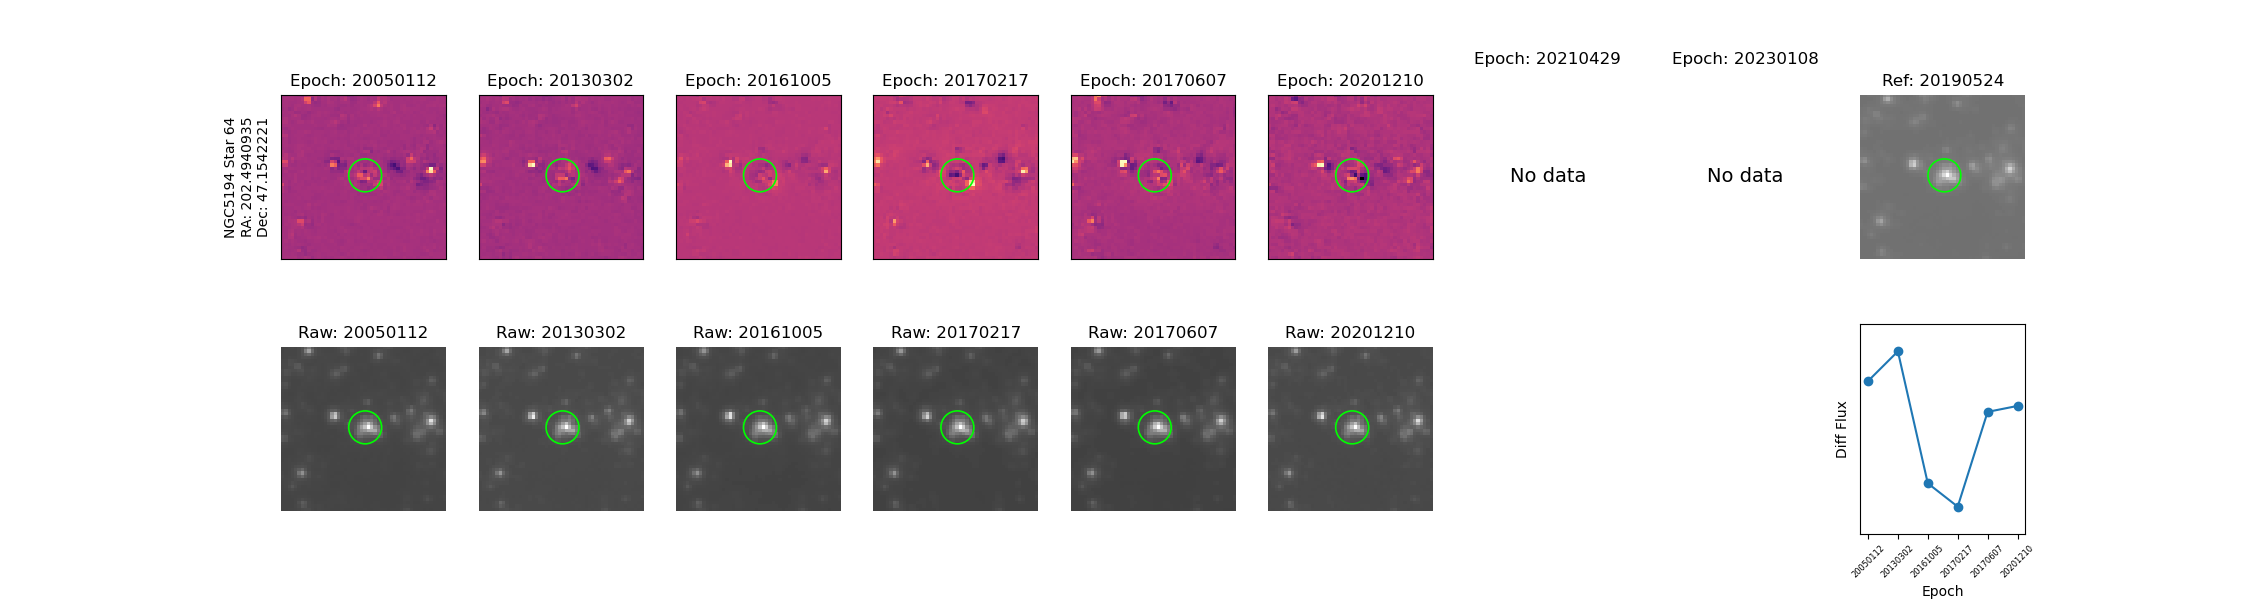 Epoch: 20050112
Epoch: 20130302
Epoch: 20161005
Epoch: 20170217
Epoch: 20170607
Epoch: 20201210
Epoch: 20210429
Epoch: 20230108
Ref: 20190524
NGC5194 Star 64
RA: 202.4940935
Dec: 47.1542221
No data
No data
Raw: 20050112
Raw: 20130302
Raw: 20161005
Raw: 20170217
Raw: 20170607
Raw: 20201210
Diff Flux
20050112
20130302
20161005
20170217
20170607
20201210
Epoch